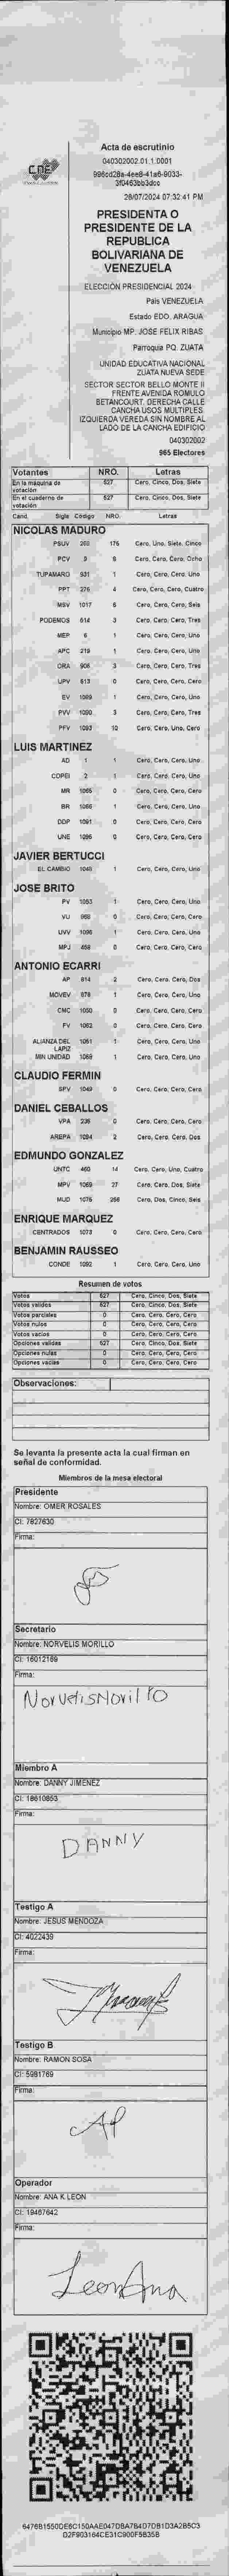 CNE
Acta de escrutinio
040302002.01.1.0001
28/07/2024 07:32:41 PM
PRESIDENTA O
PRESIDENTE DE LA
REPUBLICA
BOLIVARIANA DE
VENEZUELA
ELECCIÓN PRESIDENCIAL 2024
País VENEZUELA
Estado EDO. ARAGUA
Municipio MP. JOSE FELIX RIBAS
Parroquia PQ. ZUATA
UNIDAD EDUCATIVA NACIONAL
ZUATA NUEVA SEDE
SECTOR SECTOR BELLO MONTE II
FRENTE AVENIDA ROMULO
BETANCOURT. DERECHA CALLE
CANCHA USOS MULTIPLES.
IZQUIERDA VEREDA SIN NOMBRE AL
LADO DE LA CANCHA EDIFICIO
040302002
965 Electores
Votantes NRO. Letras
En la máquina de votación 527 Cero, Cinco, Dos, Siete
En el cuaderno de votación 527 Cero, Cinco, Dos, Siete
Cand. Sigla Código NRO. Letras
NICOLAS MADURO
PSUV 175 Cero, Uno, Siete, Cinco
PCV Cero, Cero, Cero, Ocho
TUPAMARO 931 1 Cero, Cero, Cero, Uno
PPT 376 4 Cero, Cero, Cero, Cuatro
MSV 1017 6 Cero, Cero, Cero, Seis
PODEMOS 614 3 Cero, Cero, Cero, Tres
MEP 6 1 Cero, Cero, Cero, Uno
APC 219 1 Cero, Cero, Cero, Uno
ORA 908 3 Cero, Cero, Cero, Tres
UPV 613 0 Cero, Cero, Cero, Cero
EV 1089 1 Cero, Cero, Cero, Uno
PVV 1090 3 Cero, Cero, Cero, Tres
PFV 1093 10 Cero, Cero, Uno, Cero
LUIS MARTINEZ
AD 1 1 Cero, Cero, Cero, Uno
COPEI 2 1 Cero, Cero, Cero, Uno
MR 0 Cero, Cero, Cero, Cero
BR 1 Cero, Cero, Cero, Uno
DDP 1091 0 Cero, Cero, Cero, Cero
UNE 1095 0 Cero, Cero, Cero, Cero
JAVIER BERTUCCI
EL CAMBIO 1 Cero, Cero, Cero, Uno
JOSE BRITO
PV 1053 1 Cero, Cero, Cero, Uno
VU 968 0 Cero, Cero, Cero, Cero
UVV 1096 1 Cero, Cero, Cero, Uno
MPJ 458 0 Cero, Cero, Cero, Cero
ANTONIO ECARRI
AP 814 2 Cero, Cero, Cero, Dos
MOVEV 978 1 Cero, Cero, Cero, Uno
CMC 1050 0 Cero, Cero, Cero, Cero
FV 1062 0 Cero, Cero, Cero, Cero
ALIANZA DEL LAPIZ 1051 1 Cero, Cero, Cero, Uno
MIN UNIDAD 1 Cero, Cero, Cero, Uno
CLAUDIO FERMIN
SPV 1049 0 Cero, Cero, Cero, Cero
DANIEL CEBALLOS
VPA 0 Cero, Cero, Cero, Cero
AREPA 1094 2 Cero, Cero, Cero, Dos
EDMUNDO GONZALEZ
UNTC 460 14 Cero, Cero, Uno, Cuatro
MPV 1069 27 Cero, Cero, Dos, Siete
MUD 256 Cero, Dos, Cinco, Seis
ENRIQUE MARQUEZ
CENTRADOS 1073 0 Cero, Cero, Cero, Cero
BENJAMIN RAUSSEO
CONDE 1092 1 Cero, Cero, Cero, Uno
Resumen de votos
Votos 527 Cero, Cinco, Dos, Siete
Votos válidos 527 Cero, Cinco, Dos, Siete
Votos parciales 0 Cero, Cero, Cero, Cero
Votos nulos 0 Cero, Cero, Cero, Cero
Votos vacíos 0 Cero, Cero, Cero, Cero
Opciones válidas 527 Cero, Cinco, Dos, Siete
Opciones nulas 0 Cero, Cero, Cero, Cero
Opciones vacías 0 Cero, Cero, Cero, Cero
Observaciones:
Se levanta la presente acta la cual firman en
señal de conformidad.
Miembros de la mesa electoral
Presidente
Nombre: OMER ROSALES
CI: 7827630
Firma:
Secretario
Nombre: NORVELIS MORILLO
CI: 16012169
Firma:
Norvelis Morillo
Miembro A
Nombre: DANNY JIMENEZ
CI: 18610853
Firma:
DANNY
Testigo A
Nombre: JESUS MENDOZA
CI: 4022439
Firma:
Testigo B
Nombre: RAMON SOSA
CI: 5981769
Firma:
Operador
Nombre: ANA K LEON
CI: 19467642
Firma:
Leon Ana